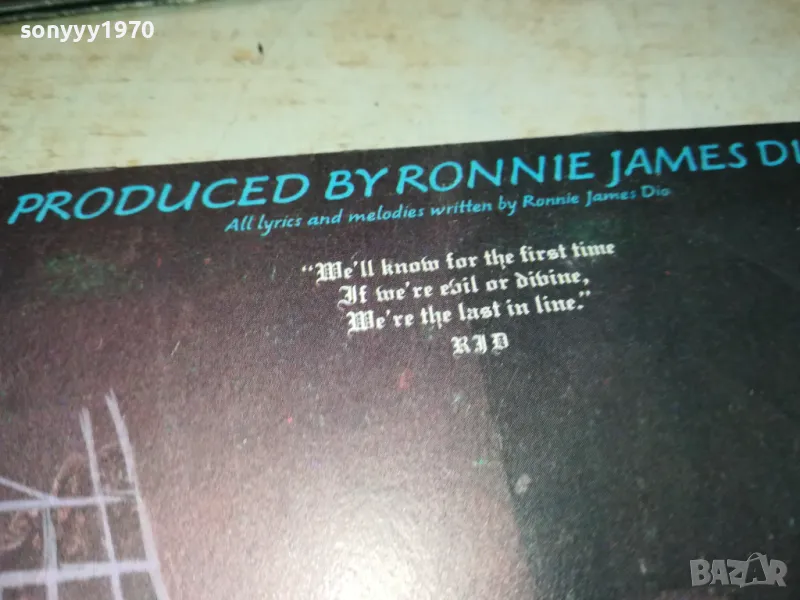 sonyyy1970
PRODUCED BY RONNIE JAMES DI
All lyrics and melodies written by Ronnie James Dio
"We'll know for the first time
If we're evil or divine,
We're the last in line."
RJD
BAZAR